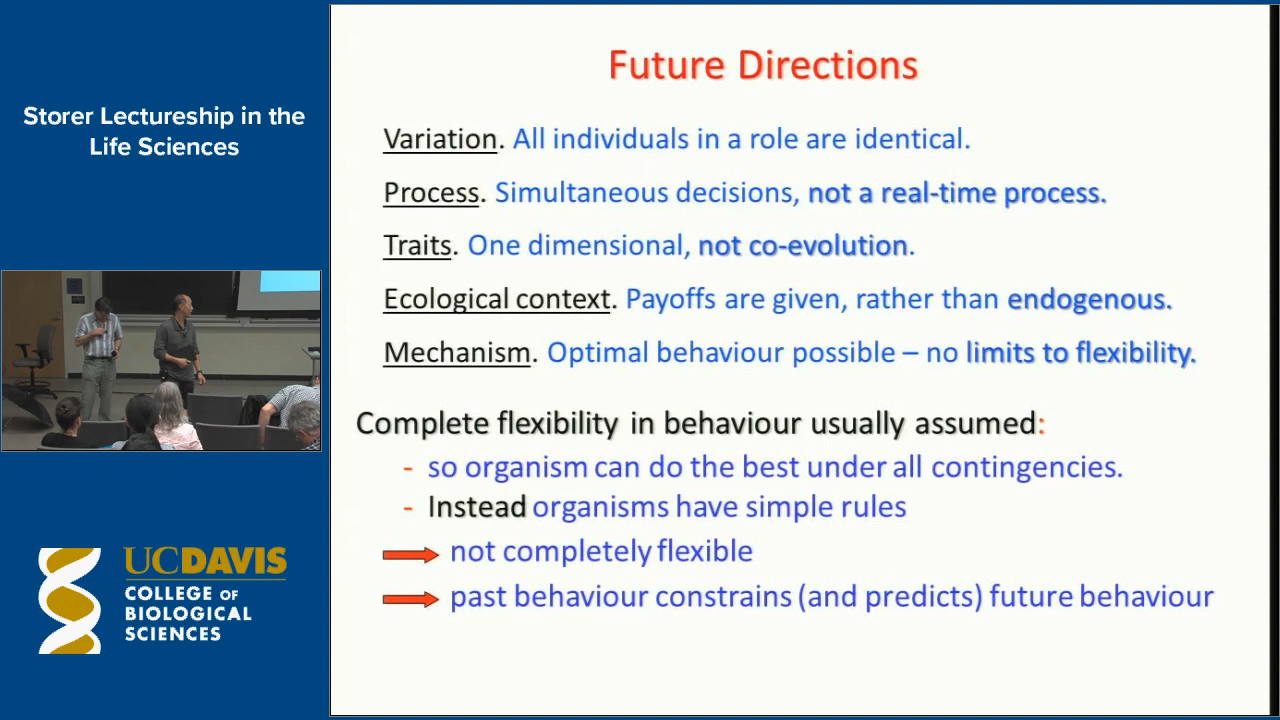 Storer Lectureship in the
Life Sciences
UCDAVIS
COLLEGE OF
BIOLOGICAL
SCIENCES
Future Directions
Variation. All individuals in a role are identical.
Process. Simultaneous decisions, not a real-time process.
Traits. One dimensional, not co-evolution.
Ecological context. Payoffs are given, rather than endogenous.
Mechanism. Optimal behaviour possible – no limits to flexibility.
Complete flexibility in behaviour usually assumed:
- so organism can do the best under all contingencies.
- Instead organisms have simple rules
not completely flexible
past behaviour constrains (and predicts) future behaviour